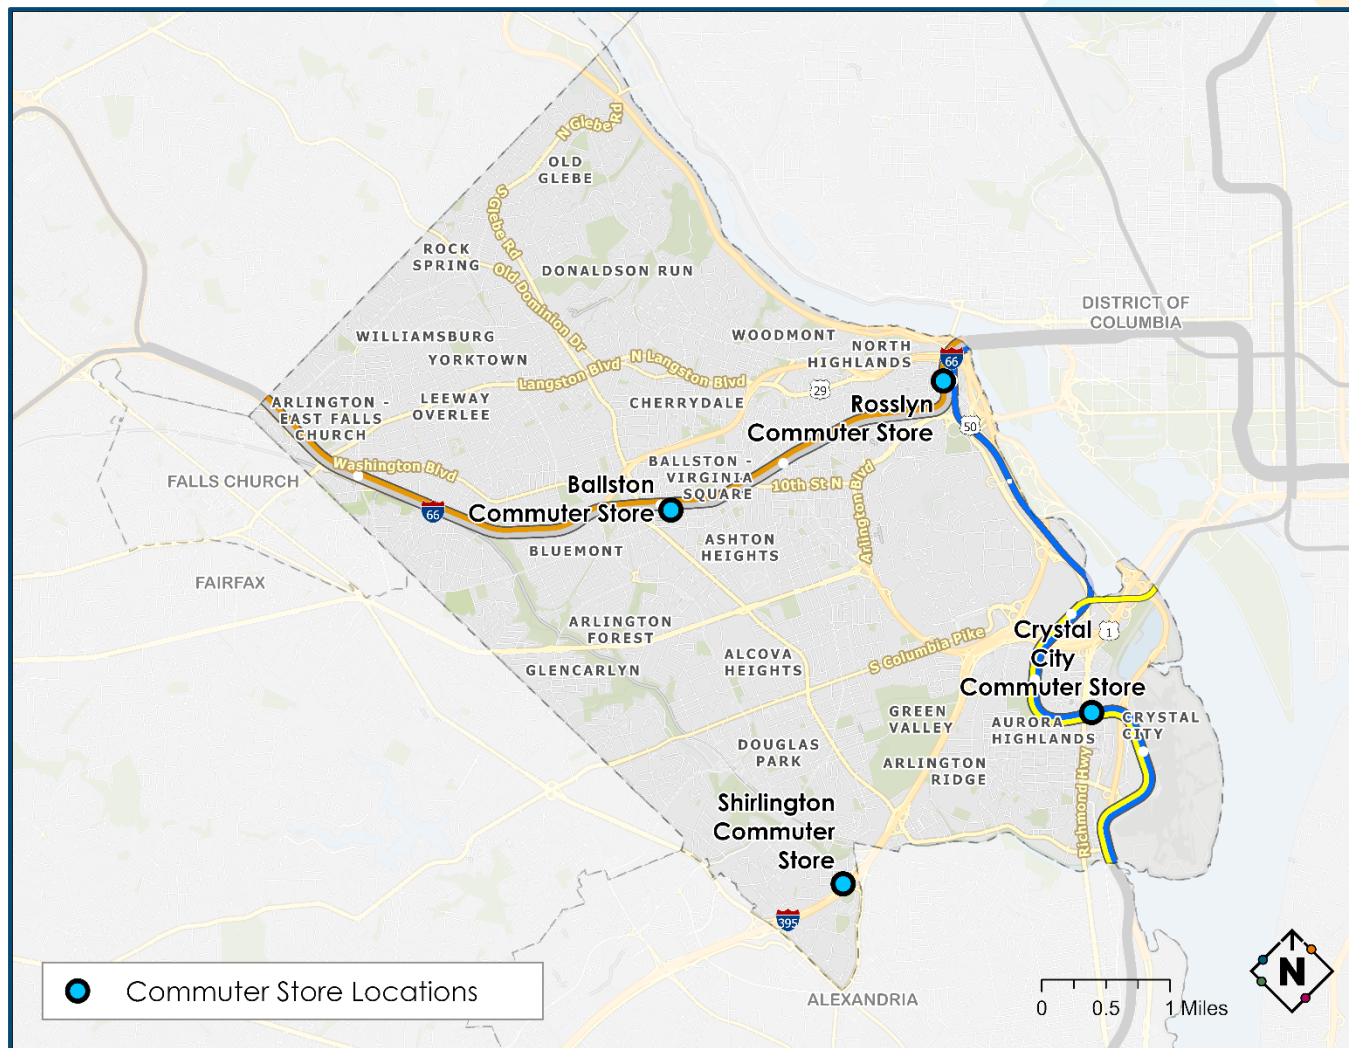 N Glebe Rd
OLD
GLEBE
S Glebe Rd
ROCK
SPRING
Old Dominion Dr
DONALDSON RUN
DISTRICT OF
COLUMBIA
WILLIAMSBURG
YORKTOWN
WOODMONT
NORTH
HIGHLANDS
66
Langston Blvd
N Langston Blvd
29
LEEWAY
OVERLEE
CHERRYDALE
ARLINGTON -
EAST FALLS
CHURCH
Rosslyn
Commuter Store
50
Washington Blvd
FALLS CHURCH
BALLSTON -
VIRGINIA
SQUARE
10th St N
Arlington Blvd
Ballston
Commuter Store
66
BLUEMONT
ASHTON
HEIGHTS
FAIRFAX
ARLINGTON
FOREST
GLENCARLYN
ALCOVA
HEIGHTS
S Columbia Pike
Crystal
City
Commuter Store
1
GREEN
VALLEY
AURORA
HIGHLANDS
CRYSTAL
CITY
DOUGLAS
PARK
ARLINGTON
RIDGE
Richmond Hwy
Shirlington
Commuter
Store
395
ALEXANDRIA
Commuter Store Locations
0 0.5 1 Miles
N